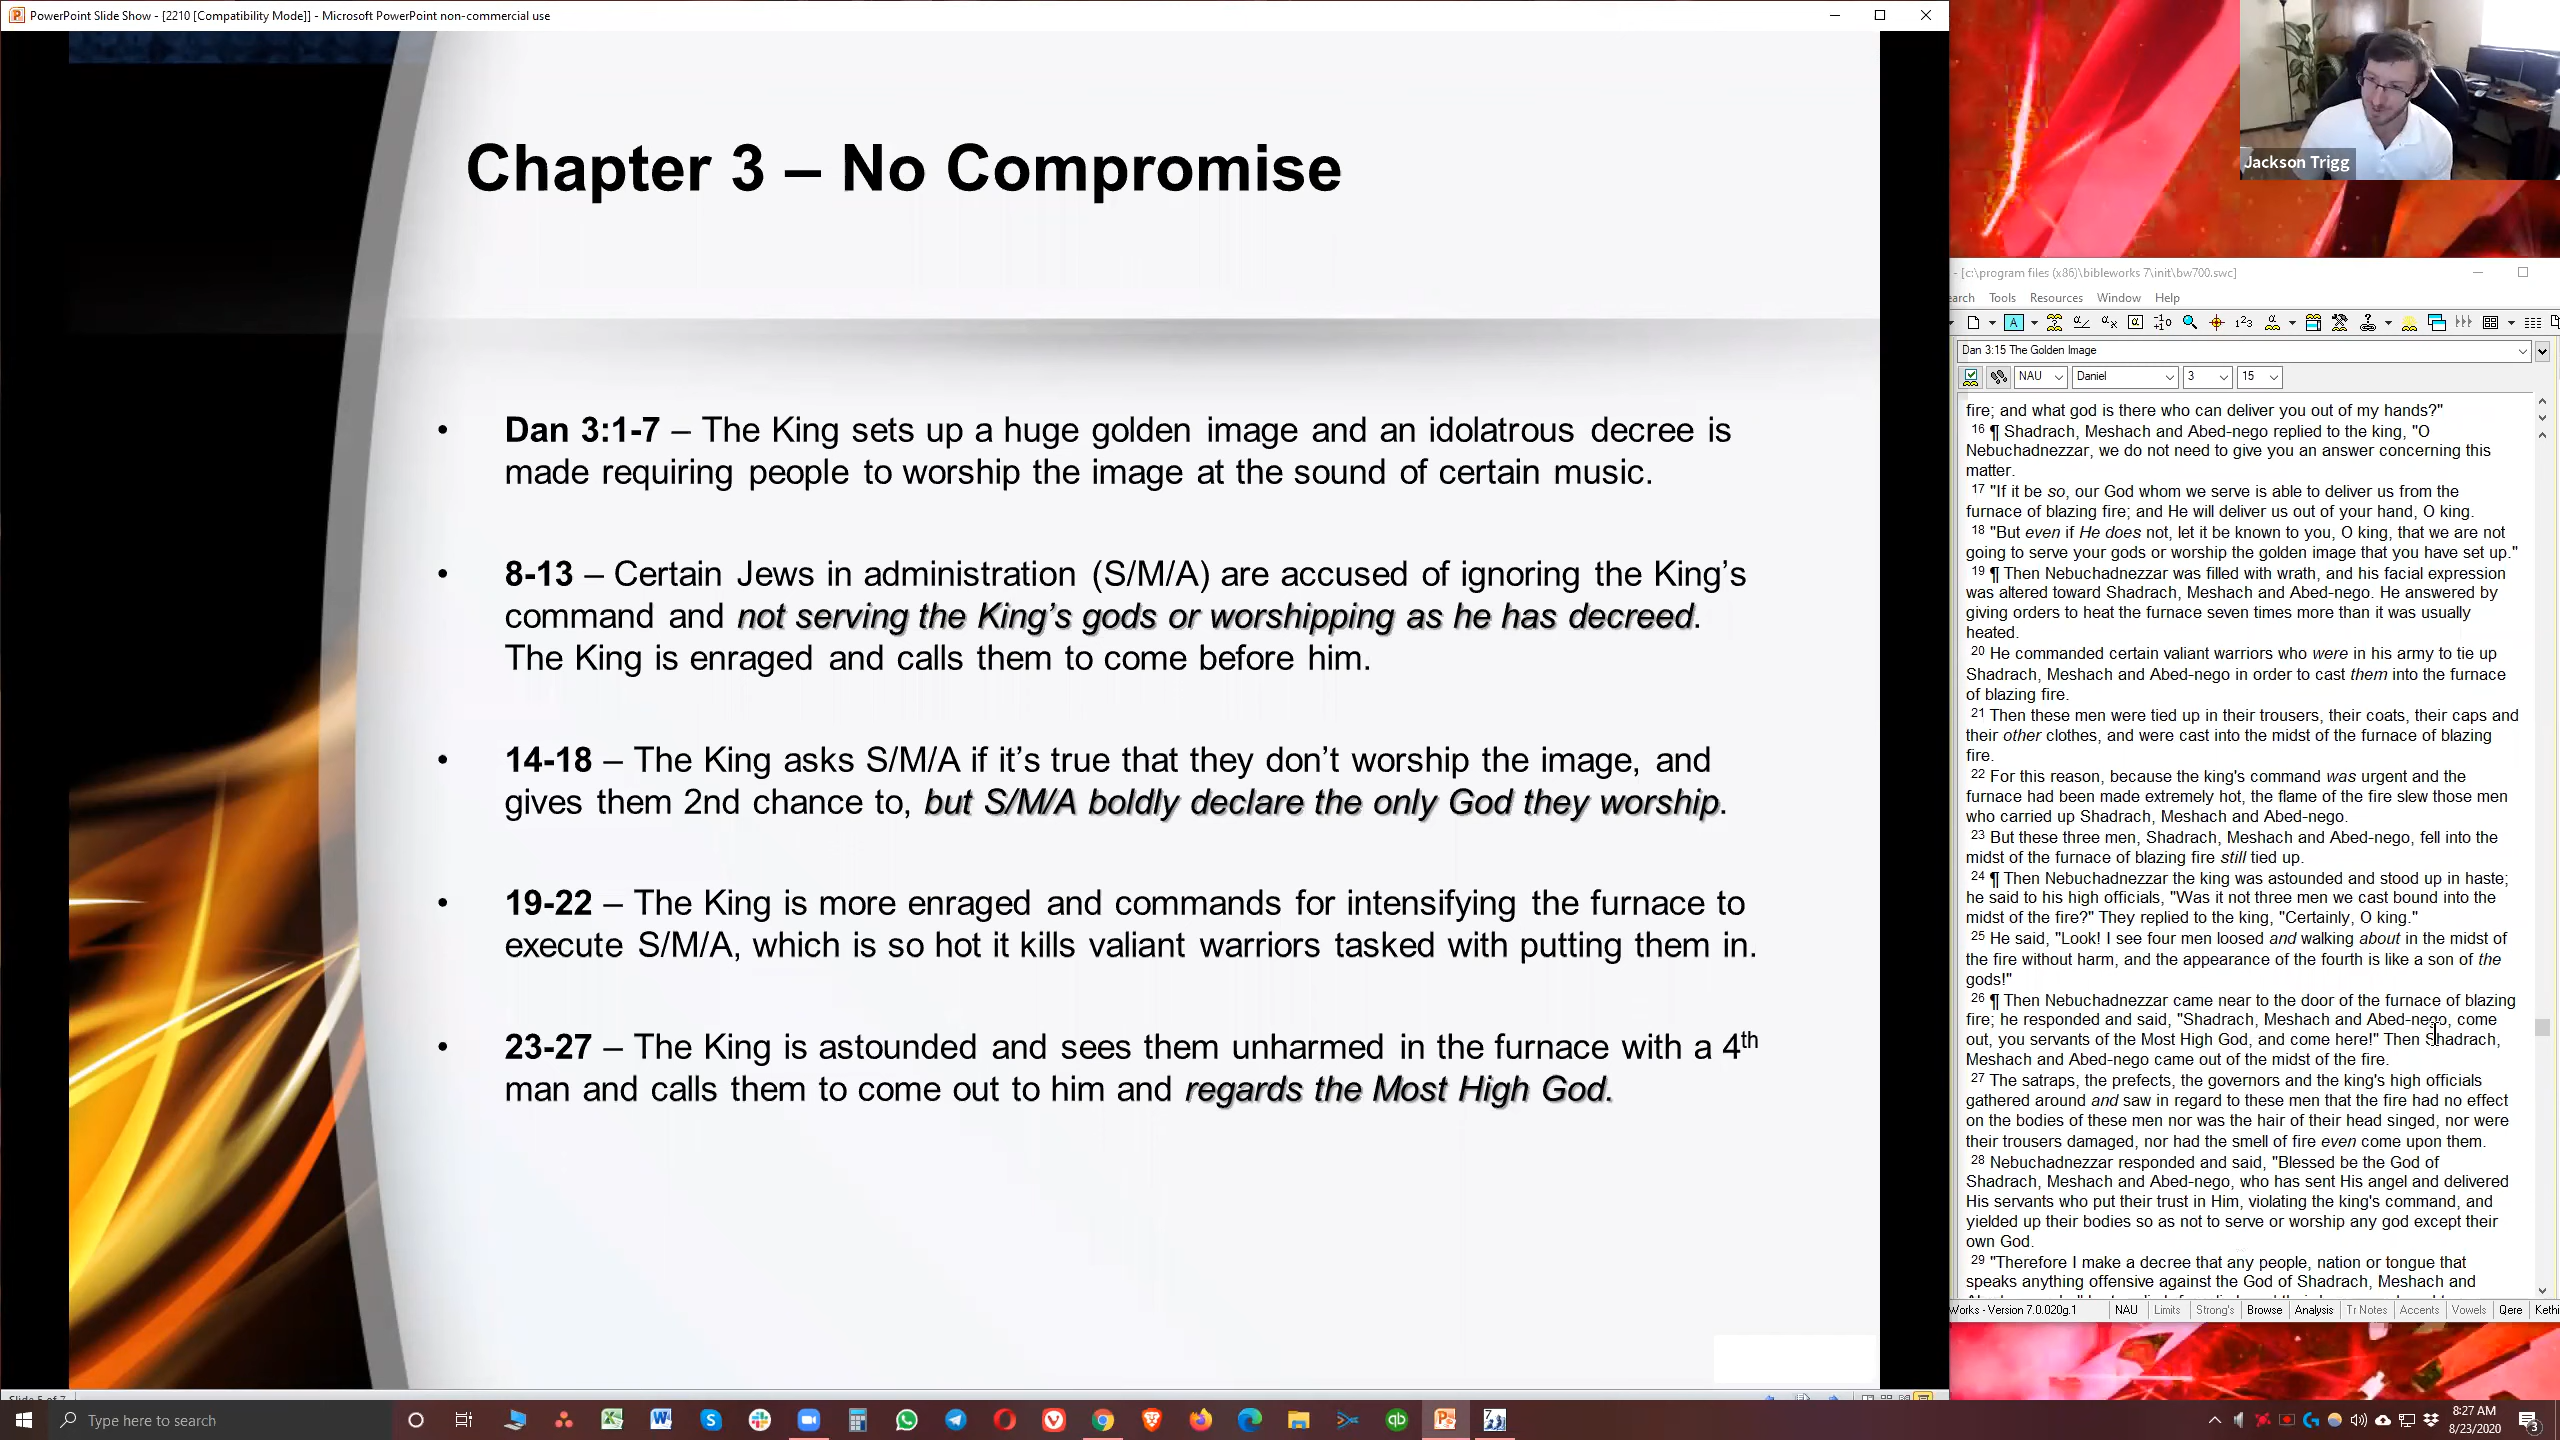 PowerPoint Slide Show - [2210 [Compatibility Mode]] - Microsoft PowerPoint non-commercial use
Chapter 3 – No Compromise
• Dan 3:1-7 – The King sets up a huge golden image and an idolatrous decree is
made requiring people to worship the image at the sound of certain music.
• 8-13 – Certain Jews in administration (S/M/A) are accused of ignoring the King’s
command and not serving the King’s gods or worshipping as he has decreed.
The King is enraged and calls them to come before him.
• 14-18 – The King asks S/M/A if it’s true that they don’t worship the image, and
gives them 2nd chance to, but S/M/A boldly declare the only God they worship.
• 19-22 – The King is more enraged and commands for intensifying the furnace to
execute S/M/A, which is so hot it kills valiant warriors tasked with putting them in.
• 23-27 – The King is astounded and sees them unharmed in the furnace with a 4th
man and calls them to come out to him and regards the Most High God.
Jackson Trigg
- [c:\program files (x86)\bibleworks 7\init\bw700.swc]
earch Tools Resources Window Help
Dan 3:15 The Golden Image
NAU Daniel 3 15
fire; and what god is there who can deliver you out of my hands?"
16 ¶ Shadrach, Meshach and Abed-nego replied to the king, "O
Nebuchadnezzar, we do not need to give you an answer concerning this
matter.
17 "If it be so, our God whom we serve is able to deliver us from the
furnace of blazing fire; and He will deliver us out of your hand, O king.
18 "But even if He does not, let it be known to you, O king, that we are not
going to serve your gods or worship the golden image that you have set up."
19 ¶ Then Nebuchadnezzar was filled with wrath, and his facial expression
was altered toward Shadrach, Meshach and Abed-nego. He answered by
giving orders to heat the furnace seven times more than it was usually
heated.
20 He commanded certain valiant warriors who were in his army to tie up
Shadrach, Meshach and Abed-nego in order to cast them into the furnace
of blazing fire.
21 Then these men were tied up in their trousers, their coats, their caps and
their other clothes, and were cast into the midst of the furnace of blazing
fire.
22 For this reason, because the king's command was urgent and the
furnace had been made extremely hot, the flame of the fire slew those men
who carried up Shadrach, Meshach and Abed-nego.
23 But these three men, Shadrach, Meshach and Abed-nego, fell into the
midst of the furnace of blazing fire still tied up.
24 ¶ Then Nebuchadnezzar the king was astounded and stood up in haste;
he said to his high officials, "Was it not three men we cast bound into the
midst of the fire?" They replied to the king, "Certainly, O king."
25 He said, "Look! I see four men loosed and walking about in the midst of
the fire without harm, and the appearance of the fourth is like a son of the
gods!"
26 ¶ Then Nebuchadnezzar came near to the door of the furnace of blazing
fire; he responded and said, "Shadrach, Meshach and Abed-nego, come
out, you servants of the Most High God, and come here!" Then Shadrach,
Meshach and Abed-nego came out of the midst of the fire.
27 The satraps, the prefects, the governors and the king's high officials
gathered around and saw in regard to these men that the fire had no effect
on the bodies of these men nor was the hair of their head singed, nor were
their trousers damaged, nor had the smell of fire even come upon them.
28 Nebuchadnezzar responded and said, "Blessed be the God of
Shadrach, Meshach and Abed-nego, who has sent His angel and delivered
His servants who put their trust in Him, violating the king's command, and
yielded up their bodies so as not to serve or worship any god except their
own God.
29 "Therefore I make a decree that any people, nation or tongue that
speaks anything offensive against the God of Shadrach, Meshach and
Works - Version 7.0.020g.1 NAU Limits Strong's Browse Analysis Tr Notes Accents Vowels Qere Kethi
Type here to search
8:27 AM
8/23/2020